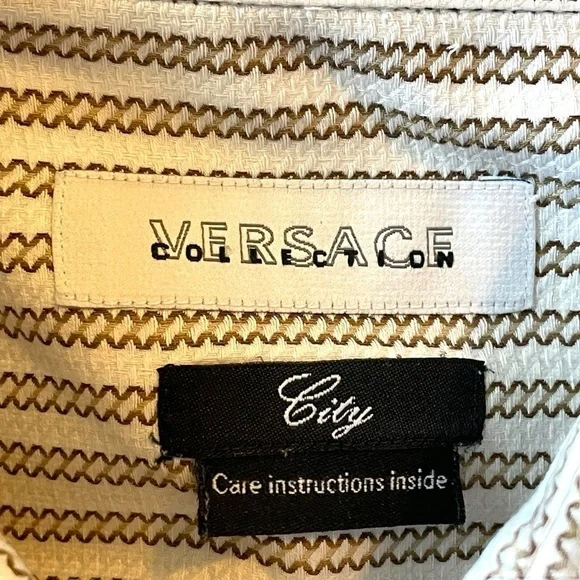 VERSACE
COLLECTION
City
Care instructions inside